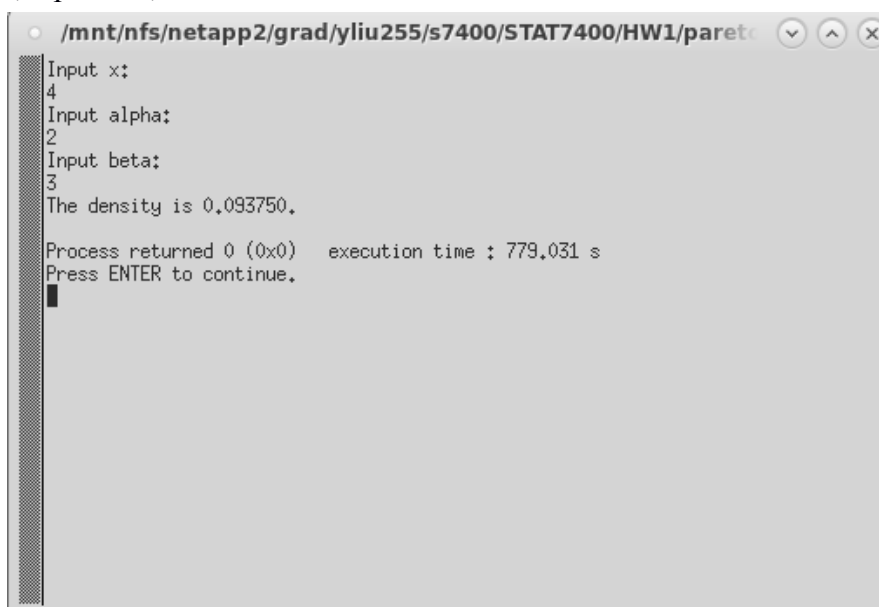 /mnt/nfs/netapp2/grad/yliu255/s7400/STAT7400/HW1/pareto
Input x:
4
Input alpha:
2
Input beta:
3
The density is 0.093750.
Process returned 0 (0x0)   execution time : 779.031 s
Press ENTER to continue.